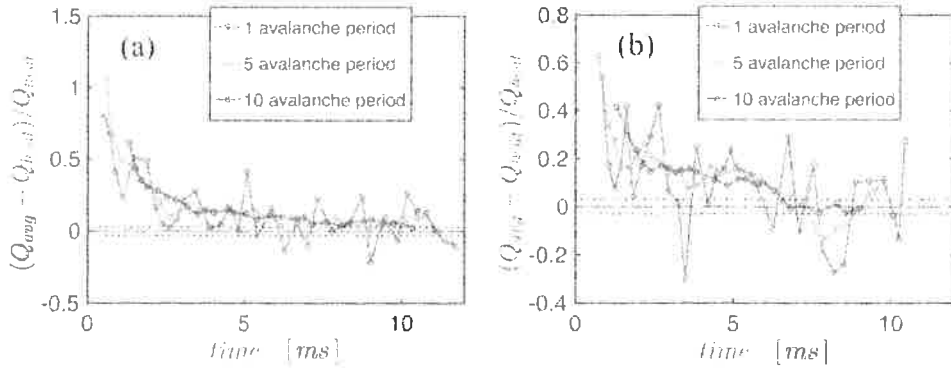 (a)
1 avalanche period
5 avalanche period
10 avalanche period
1.5
1
0.5
0
-0.5
0
5
10
time [ms]
(b)
1 avalanche period
5 avalanche period
10 avalanche period
0.8
0.6
0.4
0.2
0
-0.2
-0.4
0
5
10
time [ms]